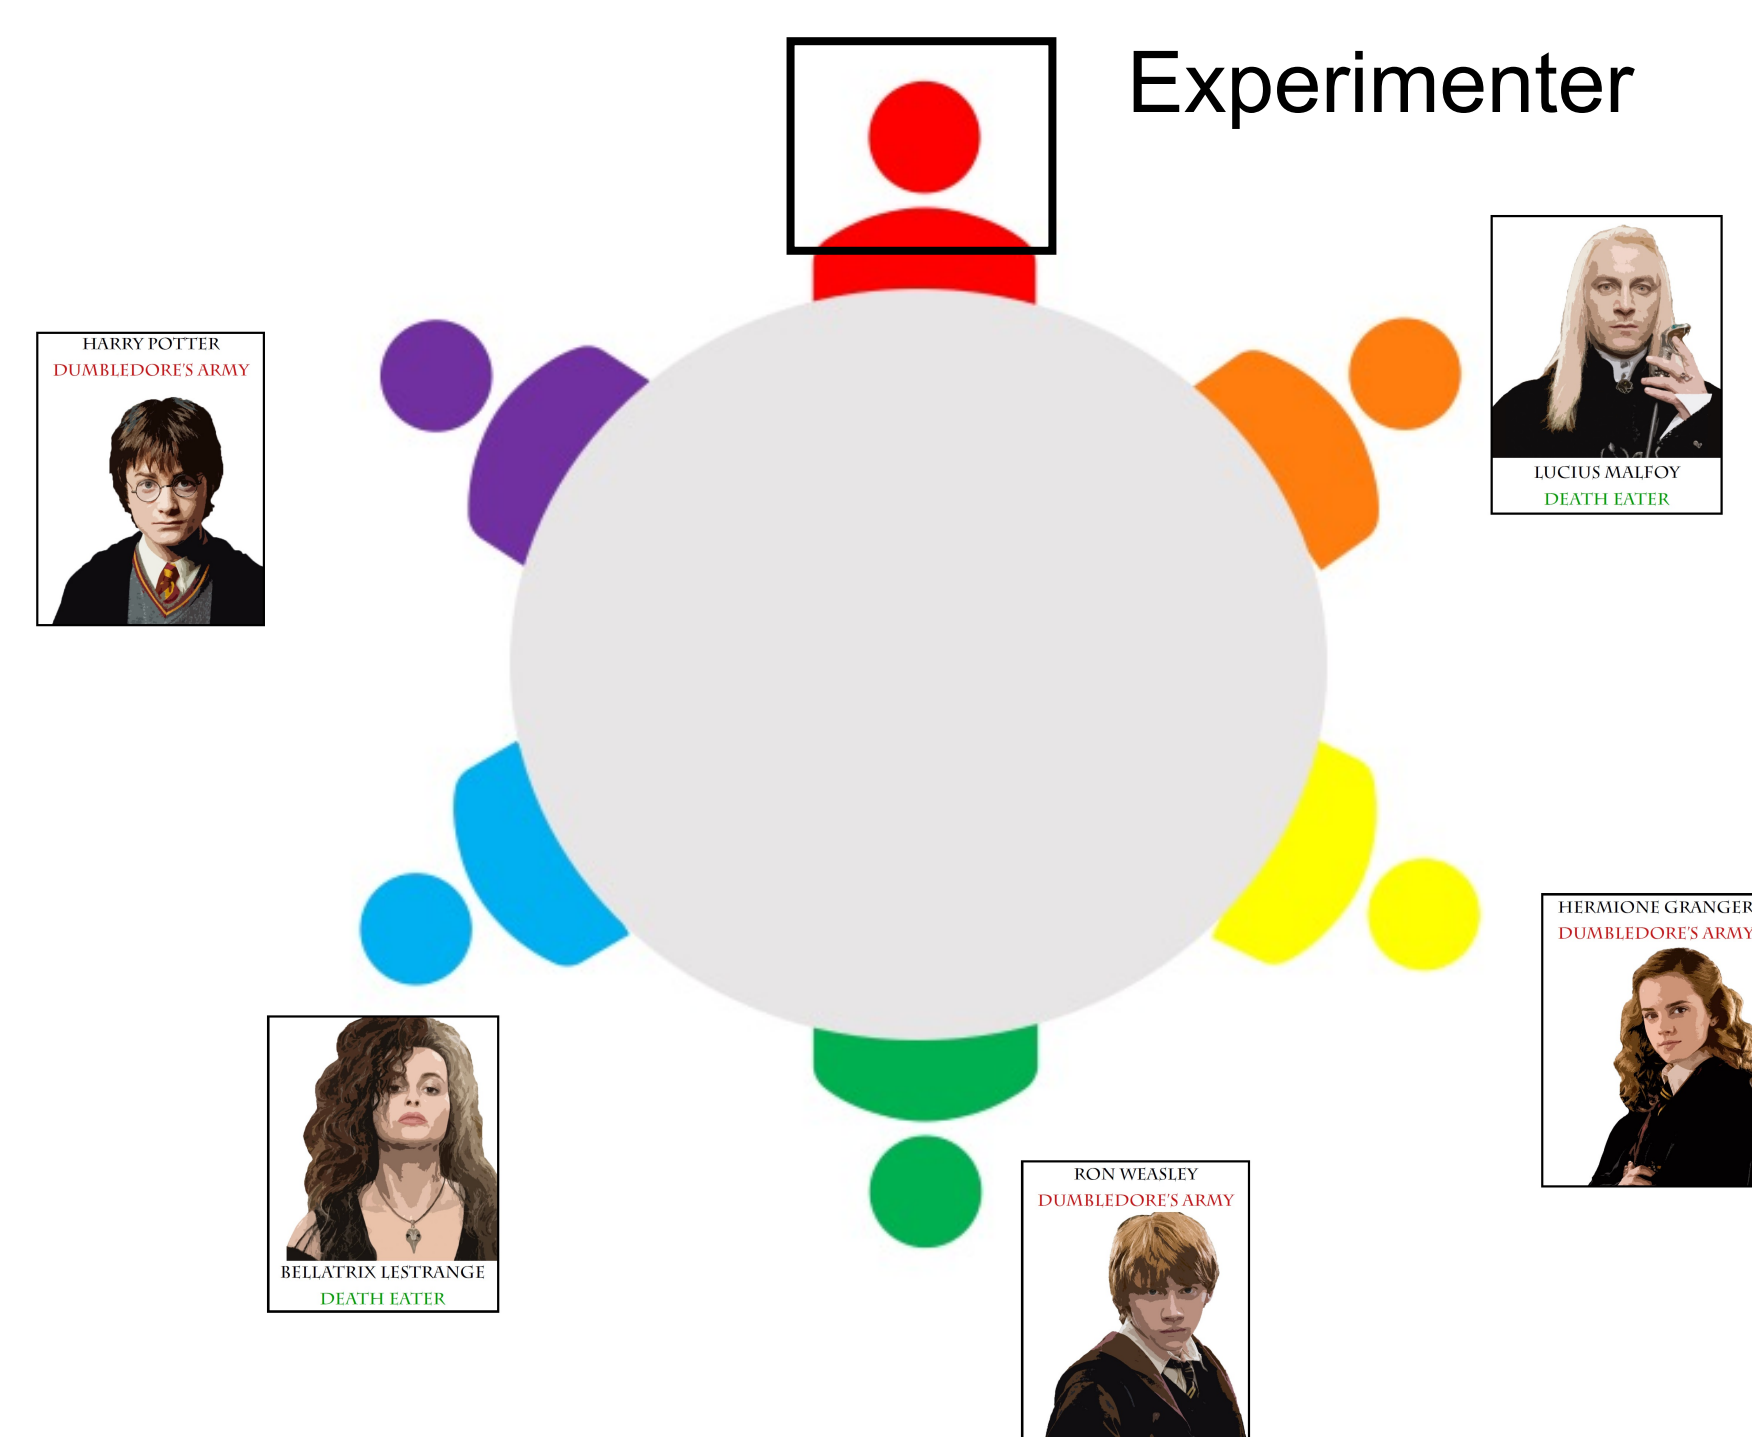 Experimenter
HARRY POTTER
DUMBLEDORE'S ARMY
LUCIUS MALFOY
DEATH EATER
HERMIONE GRANGER
DUMBLEDORE'S ARMY
RON WEASLEY
DUMBLEDORE'S ARMY
BELLATRIX LESTRANGE
DEATH EATER